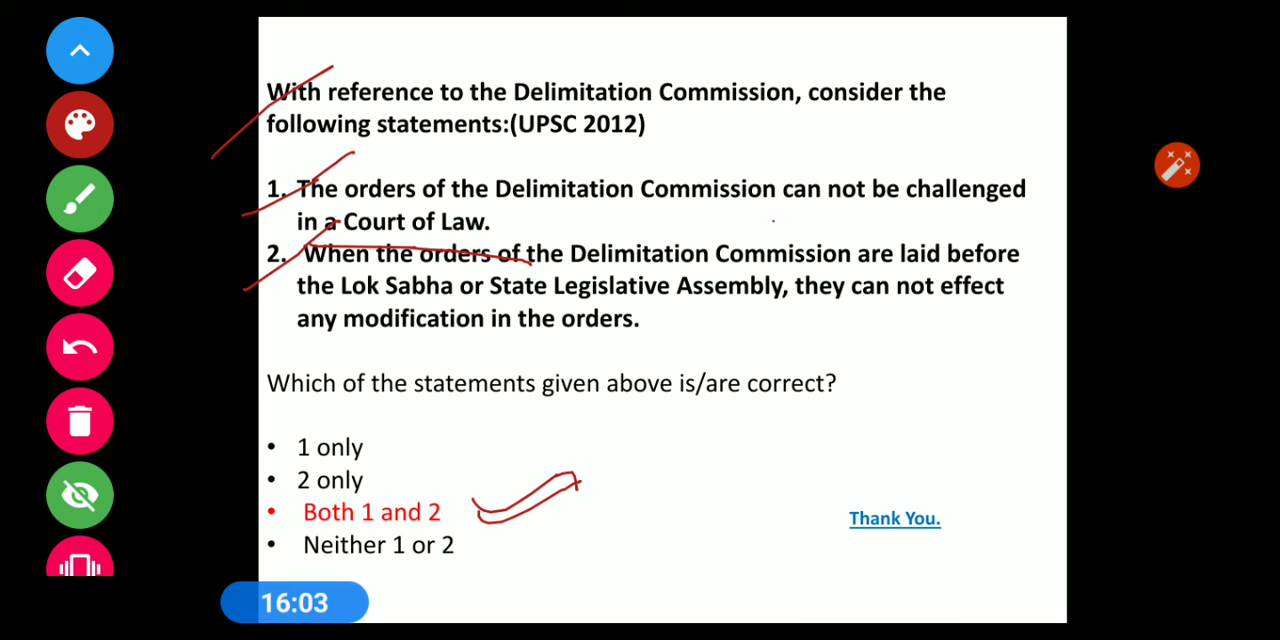 With reference to the Delimitation Commission, consider the
following statements:(UPSC 2012)
1. The orders of the Delimitation Commission can not be challenged
in a Court of Law.
2. When the orders of the Delimitation Commission are laid before
the Lok Sabha or State Legislative Assembly, they can not effect
any modification in the orders.
Which of the statements given above is/are correct?
• 1 only
• 2 only
• Both 1 and 2
• Neither 1 or 2
Thank You.
16:03